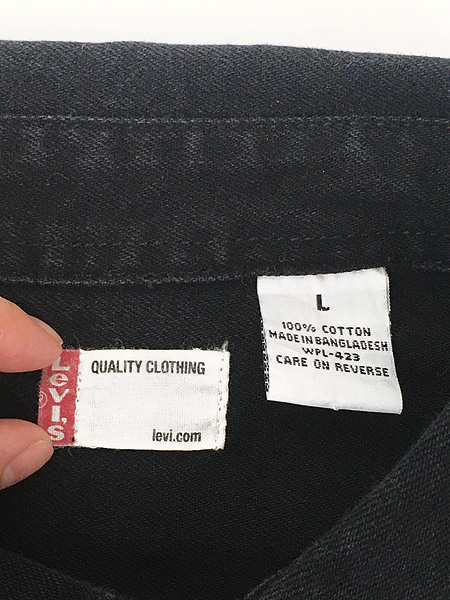 L
100% COTTON
MADE IN BANGLADESH
WPL-423
CARE ON REVERSE
Levi's
®
QUALITY CLOTHING
levi.com